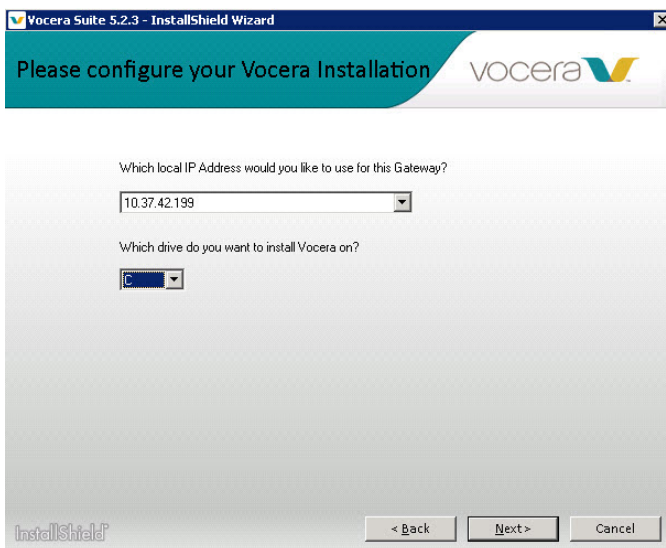 Vocera Suite 5.2.3 - InstallShield Wizard
Please configure your Vocera Installation
vocera
Which local IP Address would you like to use for this Gateway?
10.37.42.199
Which drive do you want to install Vocera on?
C
InstallShield
< Back
Next >
Cancel